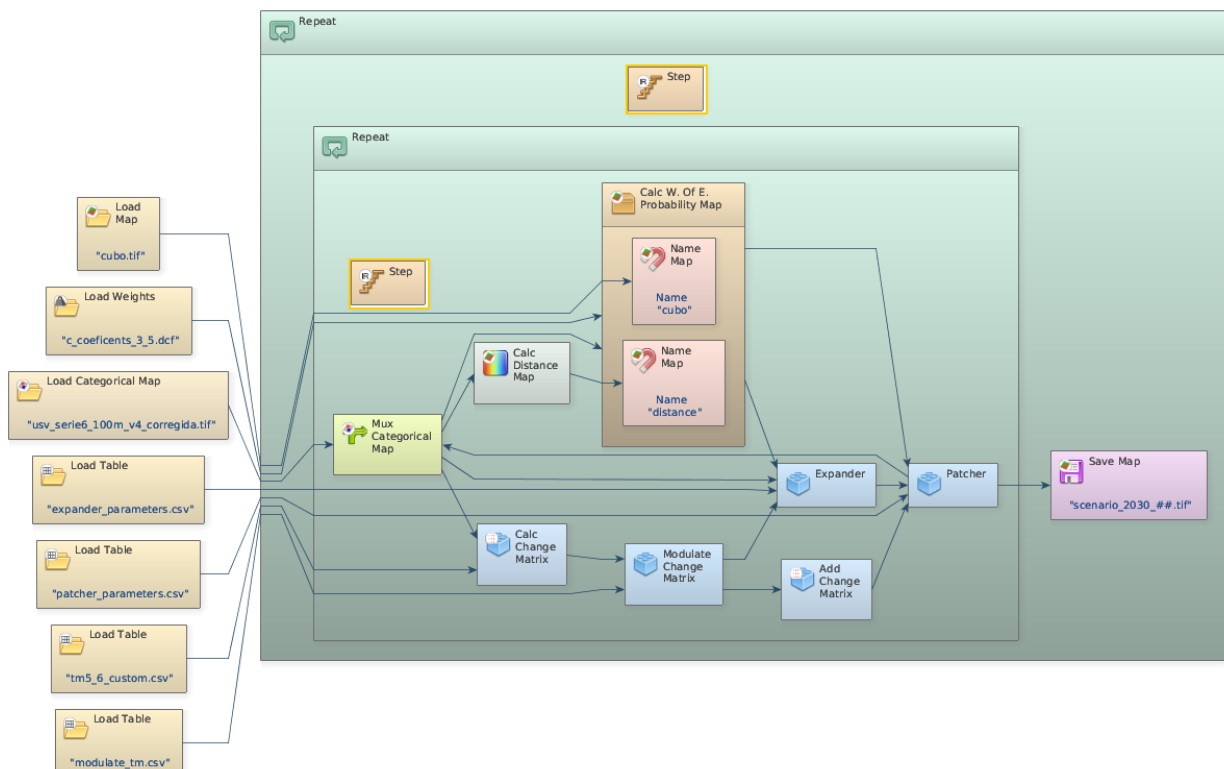 Repeat
Step
Repeat
Calc W. Of E.
Probability Map
Name
Map
Name
"cubo"
Name
Map
Name
"distance"
Step
Calc
Distance
Map
Mux
Categorical
Map
Load
Map
"cubo.tif"
Load Weights
"c_coeficents_3_5.dcf"
Load Categorical Map
"usv_serie6_100m_v4_corregida.tif"
Load Table
"expander_parameters.csv"
Load Table
"patcher_parameters.csv"
Load Table
"tm5_6_custom.csv"
Load Table
"modulate_tm.csv"
Calc
Change
Matrix
Modulate
Change
Matrix
Add
Change
Matrix
Expander
Patcher
Save Map
"scenario_2030_##.tif"